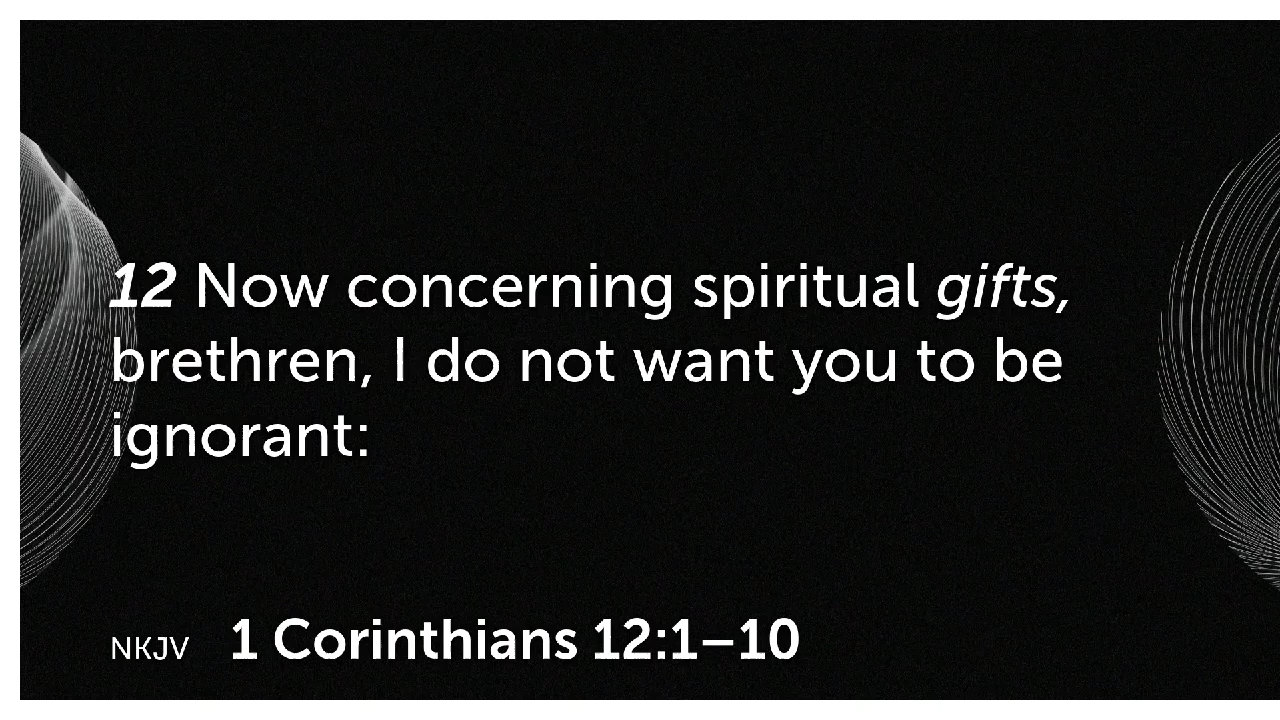 12 Now concerning spiritual gifts,
brethren, I do not want you to be
ignorant:
NKJV 1 Corinthians 12:1–10